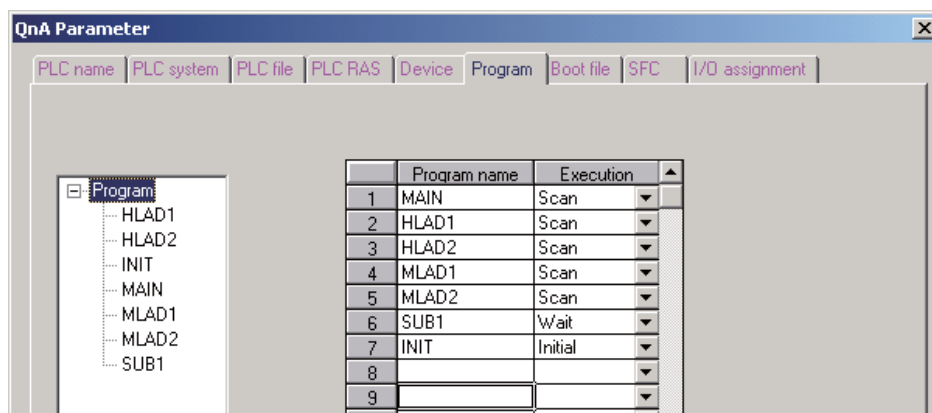 QnA Parameter
PLC name PLC system PLC file PLC RAS Device Program Boot file SFC I/O assignment
Program
HLAD1
HLAD2
INIT
MAIN
MLAD1
MLAD2
SUB1
Program name Execution
1 MAIN Scan
2 HLAD1 Scan
3 HLAD2 Scan
4 MLAD1 Scan
5 MLAD2 Scan
6 SUB1 Wait
7 INIT Initial
8
9